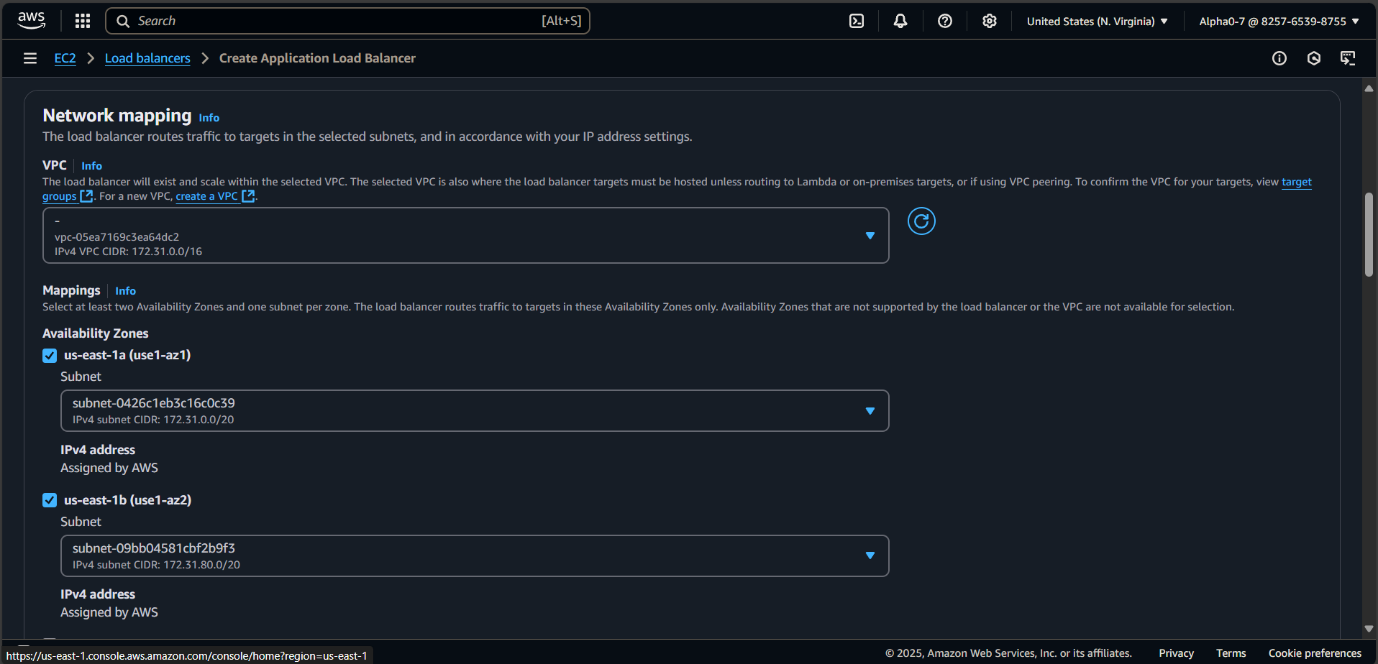 aws
Search [Alt+S]
United States (N. Virginia)
Alpha0-7 @ 8257-6539-8755
EC2 > Load balancers > Create Application Load Balancer
Network mapping Info
The load balancer routes traffic to targets in the selected subnets, and in accordance with your IP address settings.
VPC Info
The load balancer will exist and scale within the selected VPC. The selected VPC is also where the load balancer targets must be hosted unless routing to Lambda or on-premises targets, or if using VPC peering. To confirm the VPC for your targets, view target
groups. For a new VPC, create a VPC.
-
vpc-05ea7169c3ea64dc2
IPv4 VPC CIDR: 172.31.0.0/16
Mappings Info
Select at least two Availability Zones and one subnet per zone. The load balancer routes traffic to targets in these Availability Zones only. Availability Zones that are not supported by the load balancer or the VPC are not available for selection.
Availability Zones
us-east-1a (use1-az1)
Subnet
subnet-0426c1eb3c16c0c39
IPv4 subnet CIDR: 172.31.0.0/20
IPv4 address
Assigned by AWS
us-east-1b (use1-az2)
Subnet
subnet-09bb04581cbf2b9f3
IPv4 subnet CIDR: 172.31.80.0/20
IPv4 address
Assigned by AWS
https://us-east-1.console.aws.amazon.com/console/home?region=us-east-1
© 2025, Amazon Web Services, Inc. or its affiliates. Privacy Terms Cookie preferences